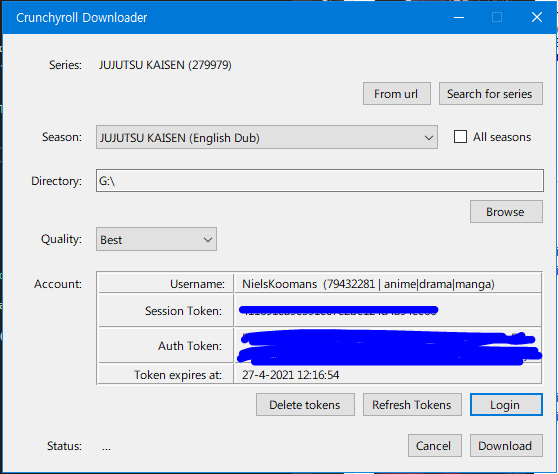 Crunchyroll Downloader
Series: JUJUTSU KAISEN (279979)
From url Search for series
Season: JUJUTSU KAISEN (English Dub) All seasons
Directory: G:\
Browse
Quality: Best
Account: Username: NielsKoomans (79432281 | anime|drama|manga)
Session Token:
Auth Token:
Token expires at: 27-4-2021 12:16:54
Delete tokens Refresh Tokens Login
Status: ... Cancel Download